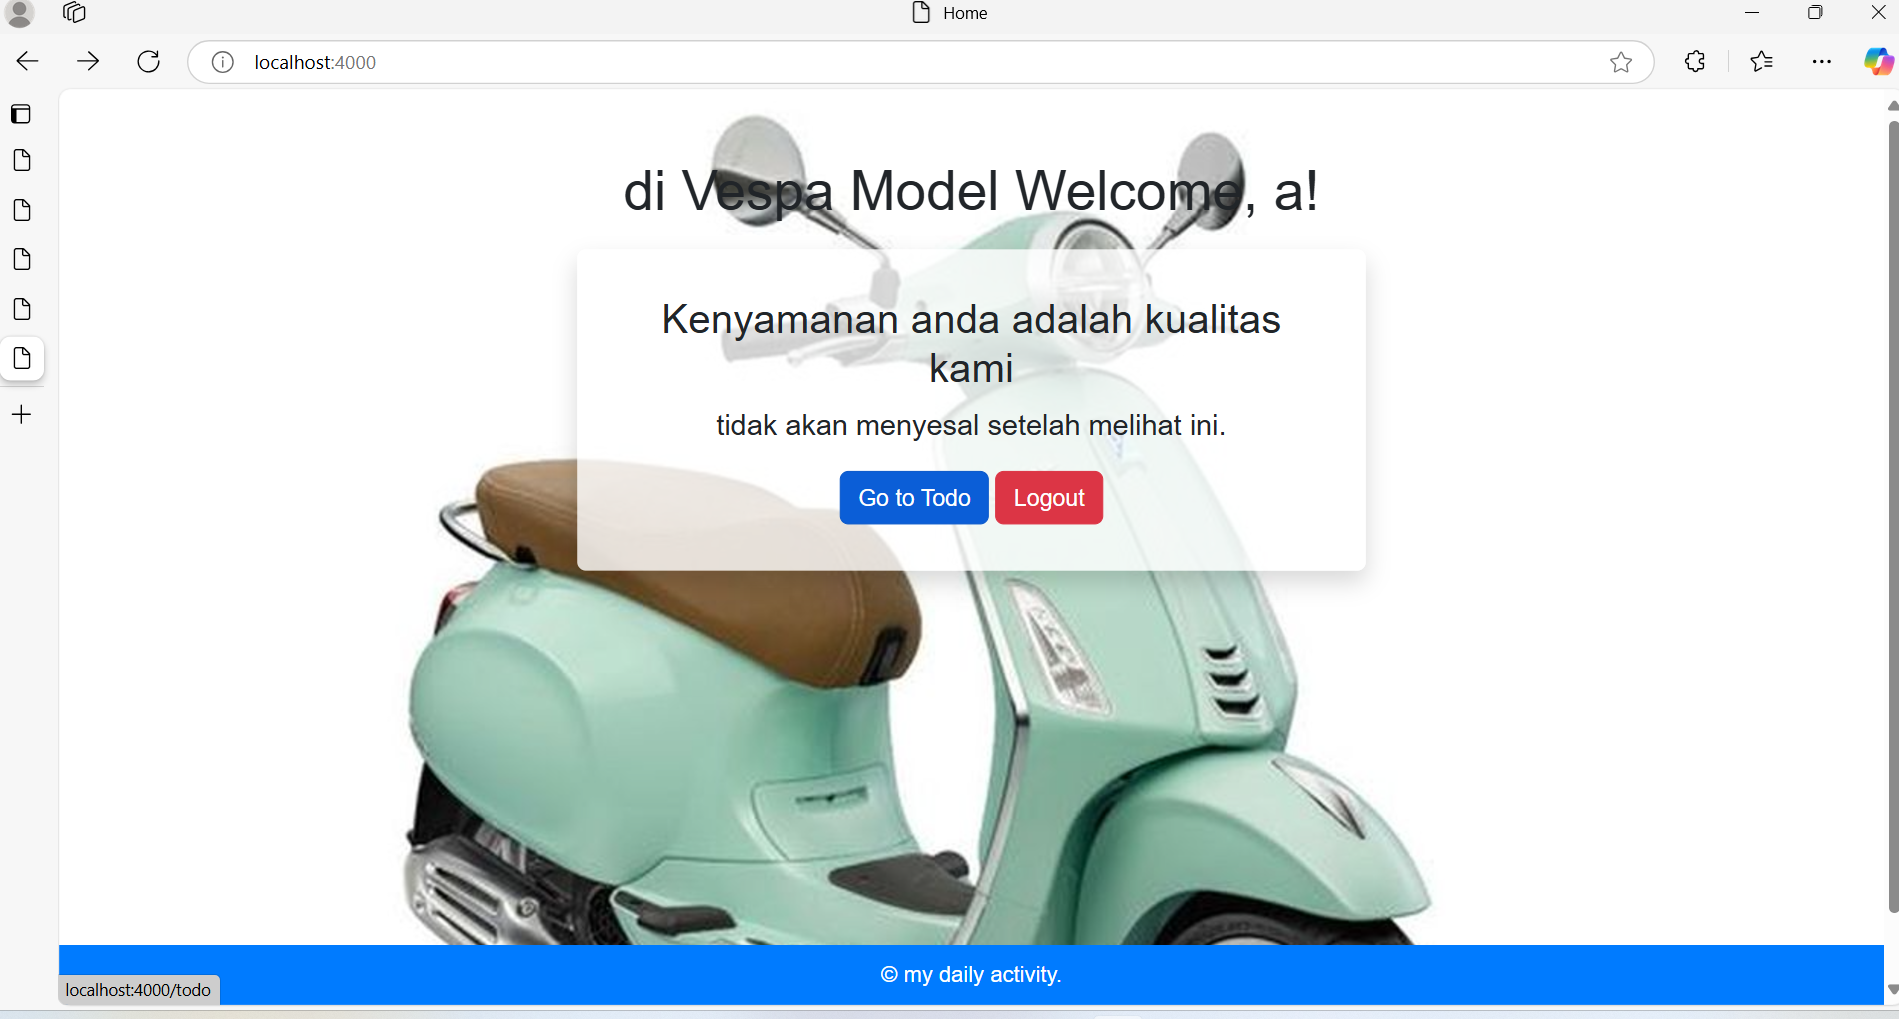 Home
localhost:4000
di Vespa Model Welcome, a!
Kenyamanan anda adalah kualitas
kami
tidak akan menyesal setelah melihat ini.
Go to Todo Logout
© my daily activity.
localhost:4000/todo